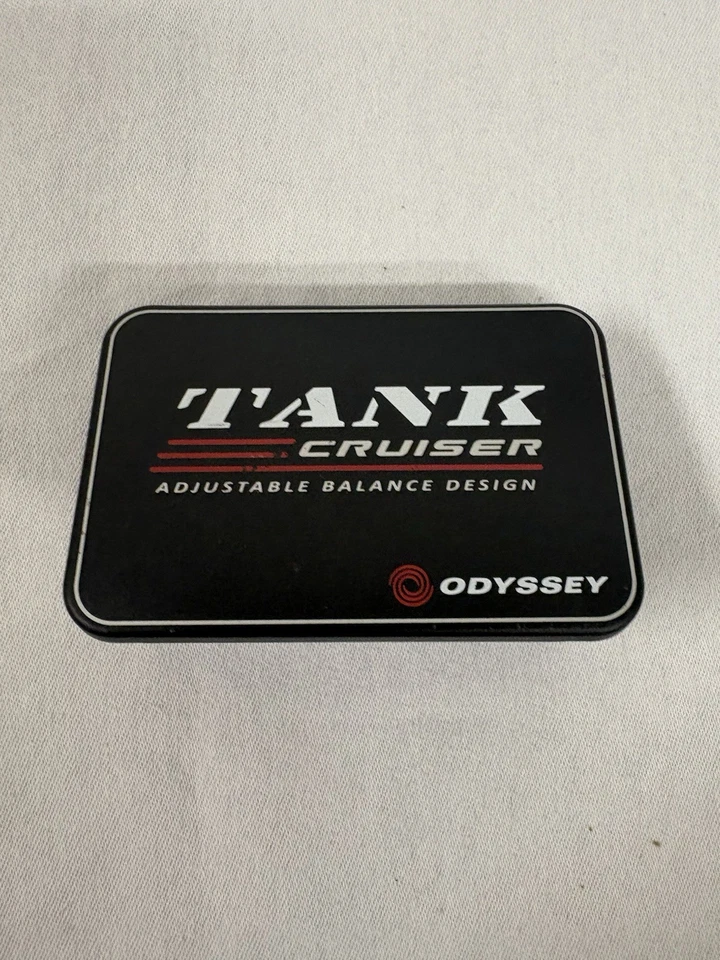 TANK
CRUISER
ADJUSTABLE BALANCE DESIGN
ODYSSEY